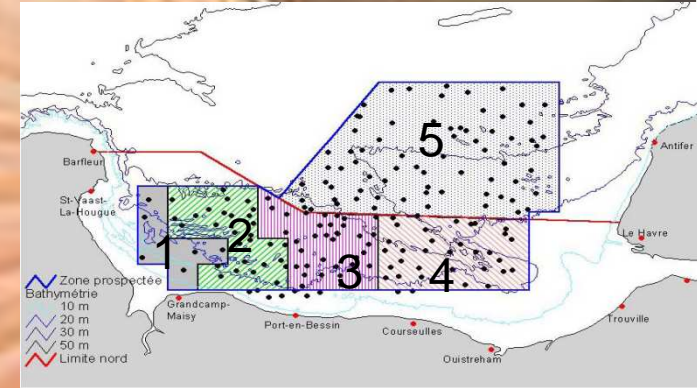 5
Antifer
Barfleur
St-Vaast-
La-Hougue
1
2
3
4
Le Havre
Zone prospectée
Bathymétrie
10 m
20 m
30 m
50 m
Limite nord
Grandcamp-
Maisy
Port-en-Bessin
Courseulles
Ouistreham
Trouville